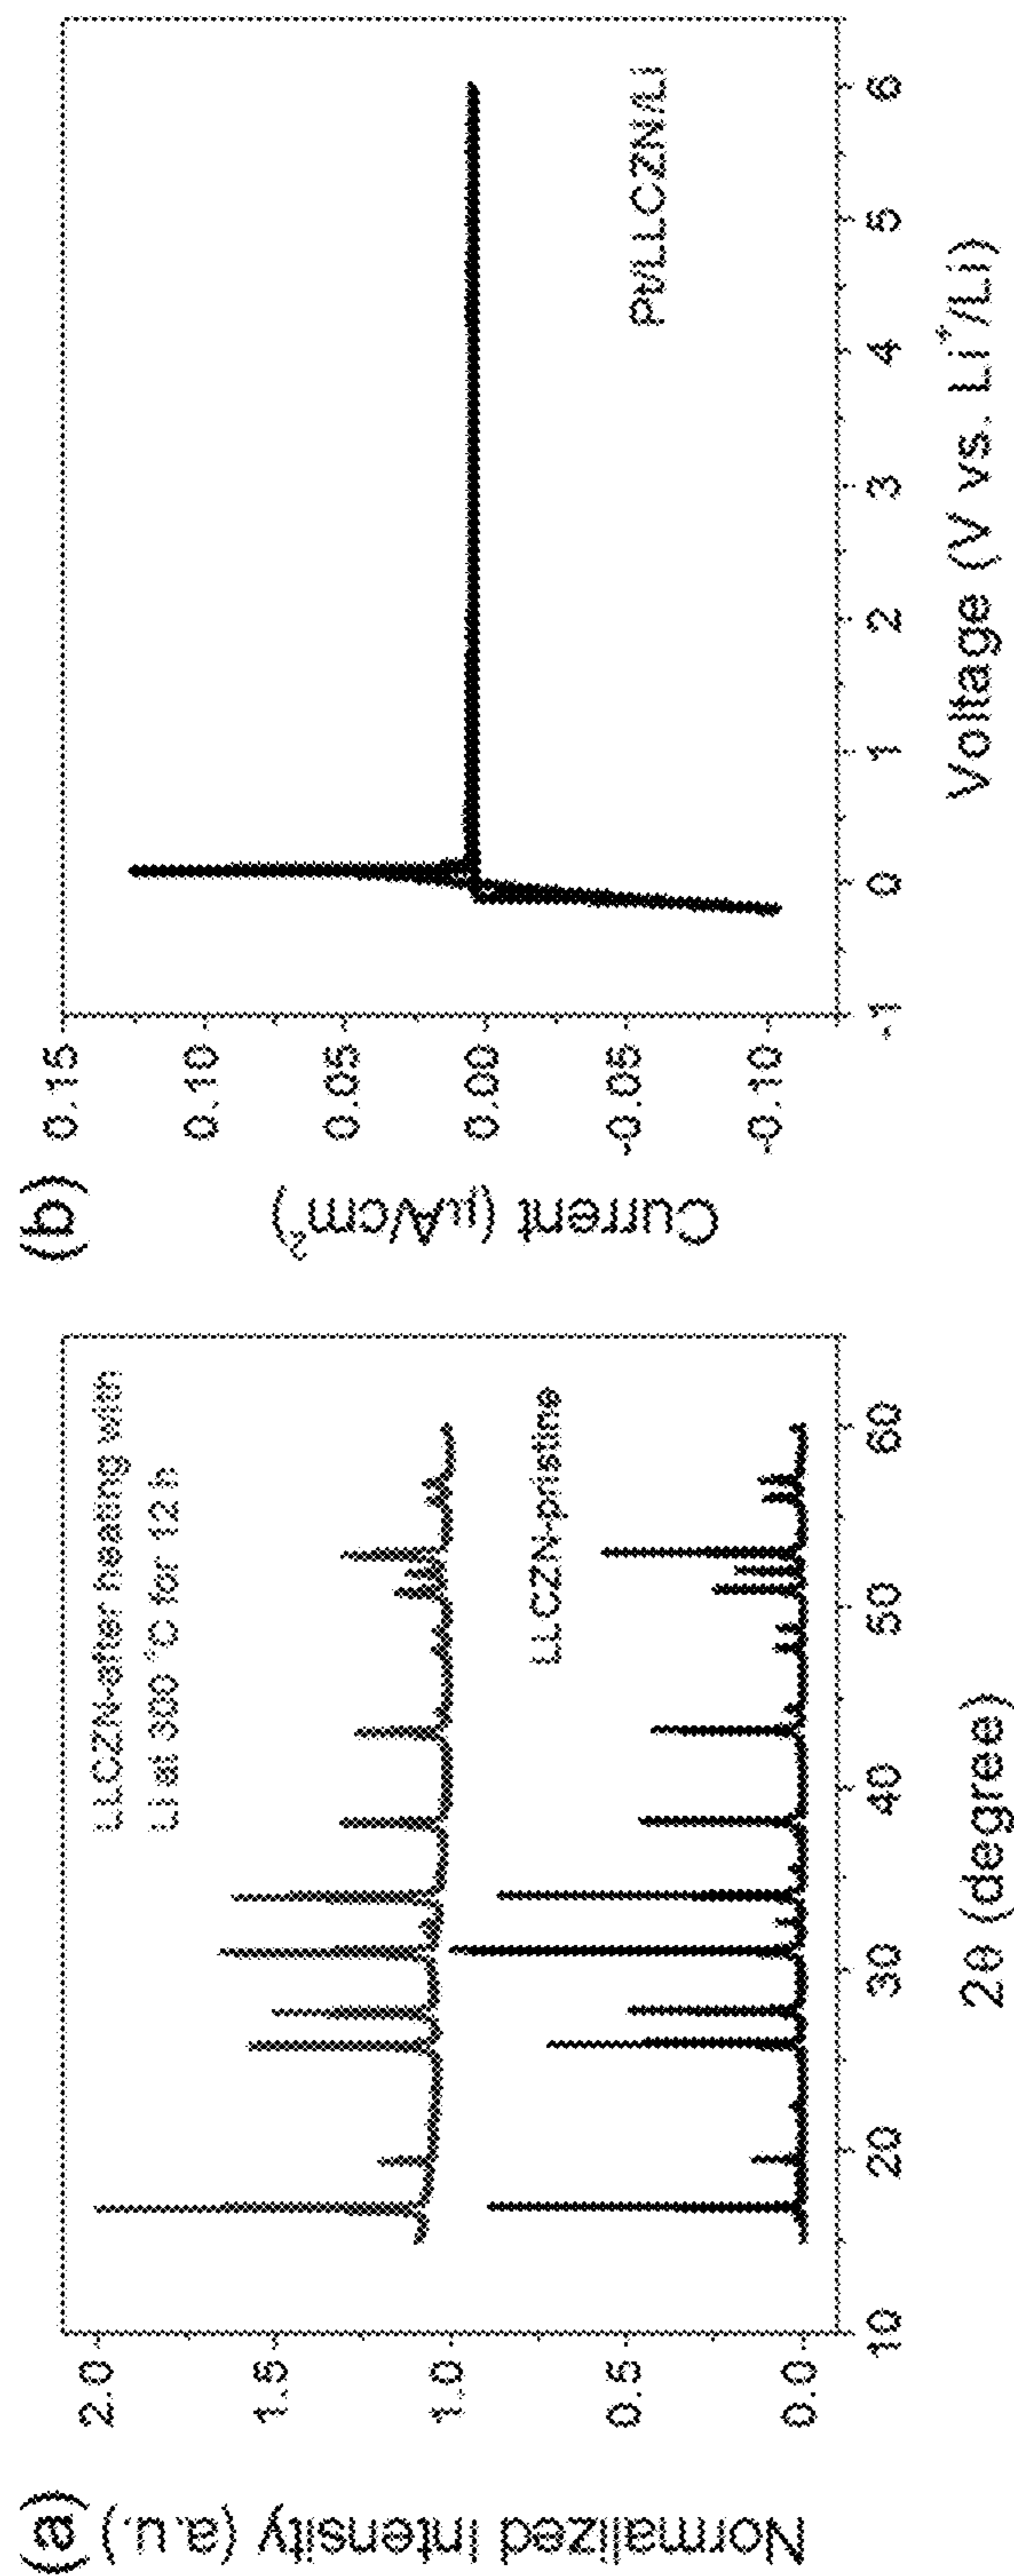 (a)
Normalized intensity (a.u.)
2.0
1.5
1.0
0.5
0.0
LLCZN-after heating with
Li at 300 °C for 12 h
LLCZN-pristine
10
20
30
40
50
60
2θ (degree)
(b)
Current (μA/cm²)
0.15
0.10
0.05
0.00
-0.05
-0.10
Pt/LLCZN/Li
-1
0
1
2
3
4
5
6
Voltage (V vs. Li⁺/Li)